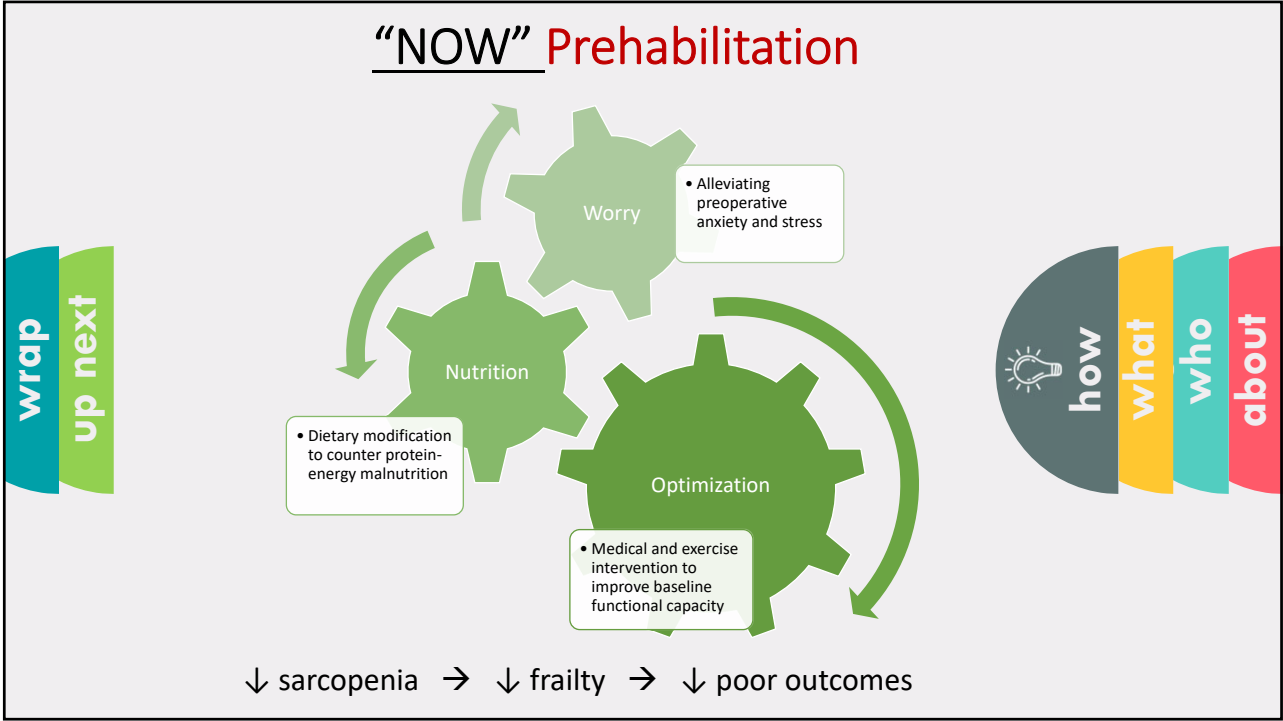 “NOW” Prehabilitation
Worry
• Alleviating
preoperative
anxiety and stress
Nutrition
• Dietary modification
to counter protein-
energy malnutrition
Optimization
• Medical and exercise
intervention to
improve baseline
functional capacity
↓ sarcopenia → ↓ frailty → ↓ poor outcomes
wrap
up next
how
what
who
about